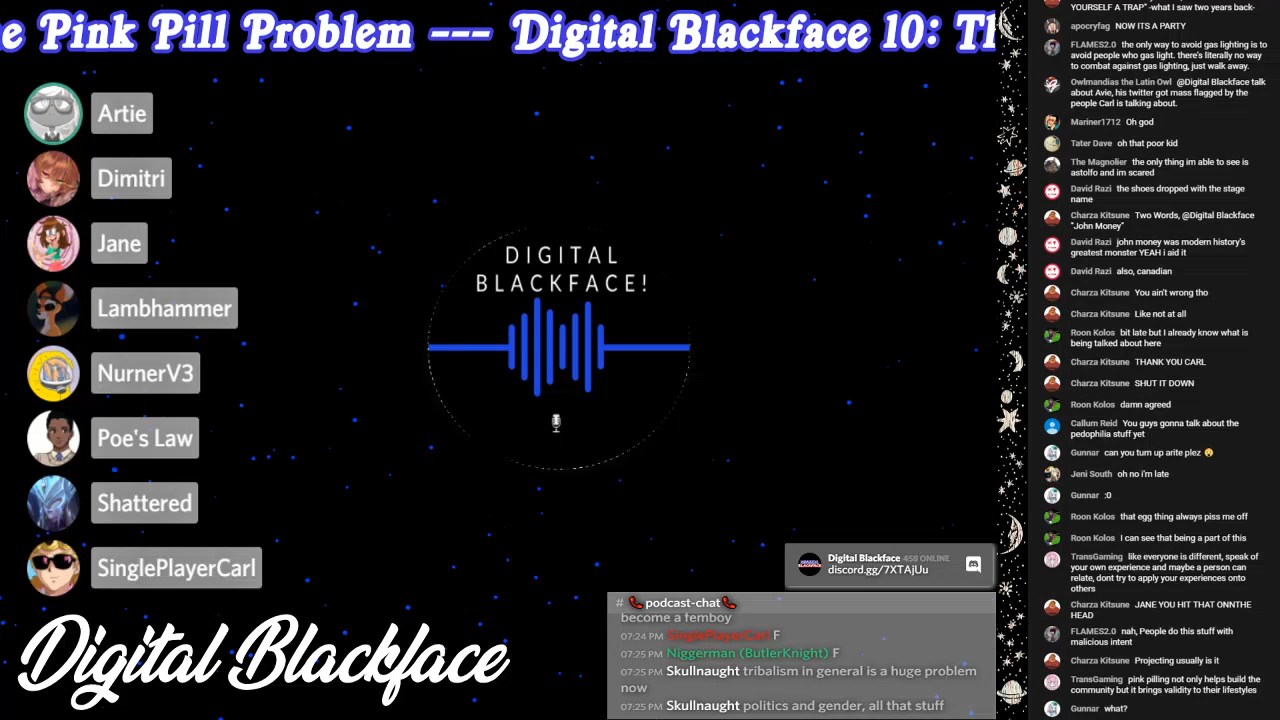 e Pink Pill Problem --- Digital Blackface 10: Th
Artie
Dimitri
Jane
Lambhammer
NurnerV3
Poe's Law
Shattered
SinglePlayerCarl
Digital Blackface
DIGITAL
BLACKFACE!
Digital Blackface 458 ONLINE
discord.gg/7XTAjUu
# podcast-chat
become a femboy
07:24 PM SinglePlayerCarl F
07:25 PM Niggerman (ButlerKnight) F
07:25 PM Skullnaught tribalism in general is a huge problem
now
07:25 PM Skullnaught politics and gender, all that stuff
YOURSELF A TRAP" -what I saw two years back-
apocryfag NOW ITS A PARTY
FLAMES2.0 the only way to avoid gas lighting is to
avoid people who gas light. there's literally no way
to combat against gas lighting, just walk away.
Owlmandias the Latin Owl @Digital Blackface talk
about Avie, his twitter got mass flagged by the
people Carl is talking about.
Mariner1712 Oh god
Tater Dave oh that poor kid
The Magnolier the only thing im able to see is
astolfo and im scared
David Razi the shoes dropped with the stage
name
Charza Kitsune Two Words, @Digital Blackface
"John Money"
David Razi john money was modern history's
greatest monster YEAH i aid it
David Razi also, canadian
Charza Kitsune You ain't wrong tho
Charza Kitsune Like not at all
Roon Kolos bit late but I already know what is
being talked about here
Charza Kitsune THANK YOU CARL
Charza Kitsune SHUT IT DOWN
Roon Kolos damn agreed
Callum Reid You guys gonna talk about the
pedophilia stuff yet
Gunnar can you turn up arite plez 😮
Jeni South oh no i'm late
Gunnar :0
Roon Kolos that egg thing always piss me off
Roon Kolos I can see that being a part of this
TransGaming like everyone is different, speak of
your own experience and maybe a person can
relate, dont try to apply your experiences onto
others
Charza Kitsune JANE YOU HIT THAT ONNTHE
HEAD
FLAMES2.0 nah, People do this stuff with
malicious intent
Charza Kitsune Projecting usually is it
TransGaming pink pilling not only helps build the
community but it brings validity to their lifestyles
Gunnar what?